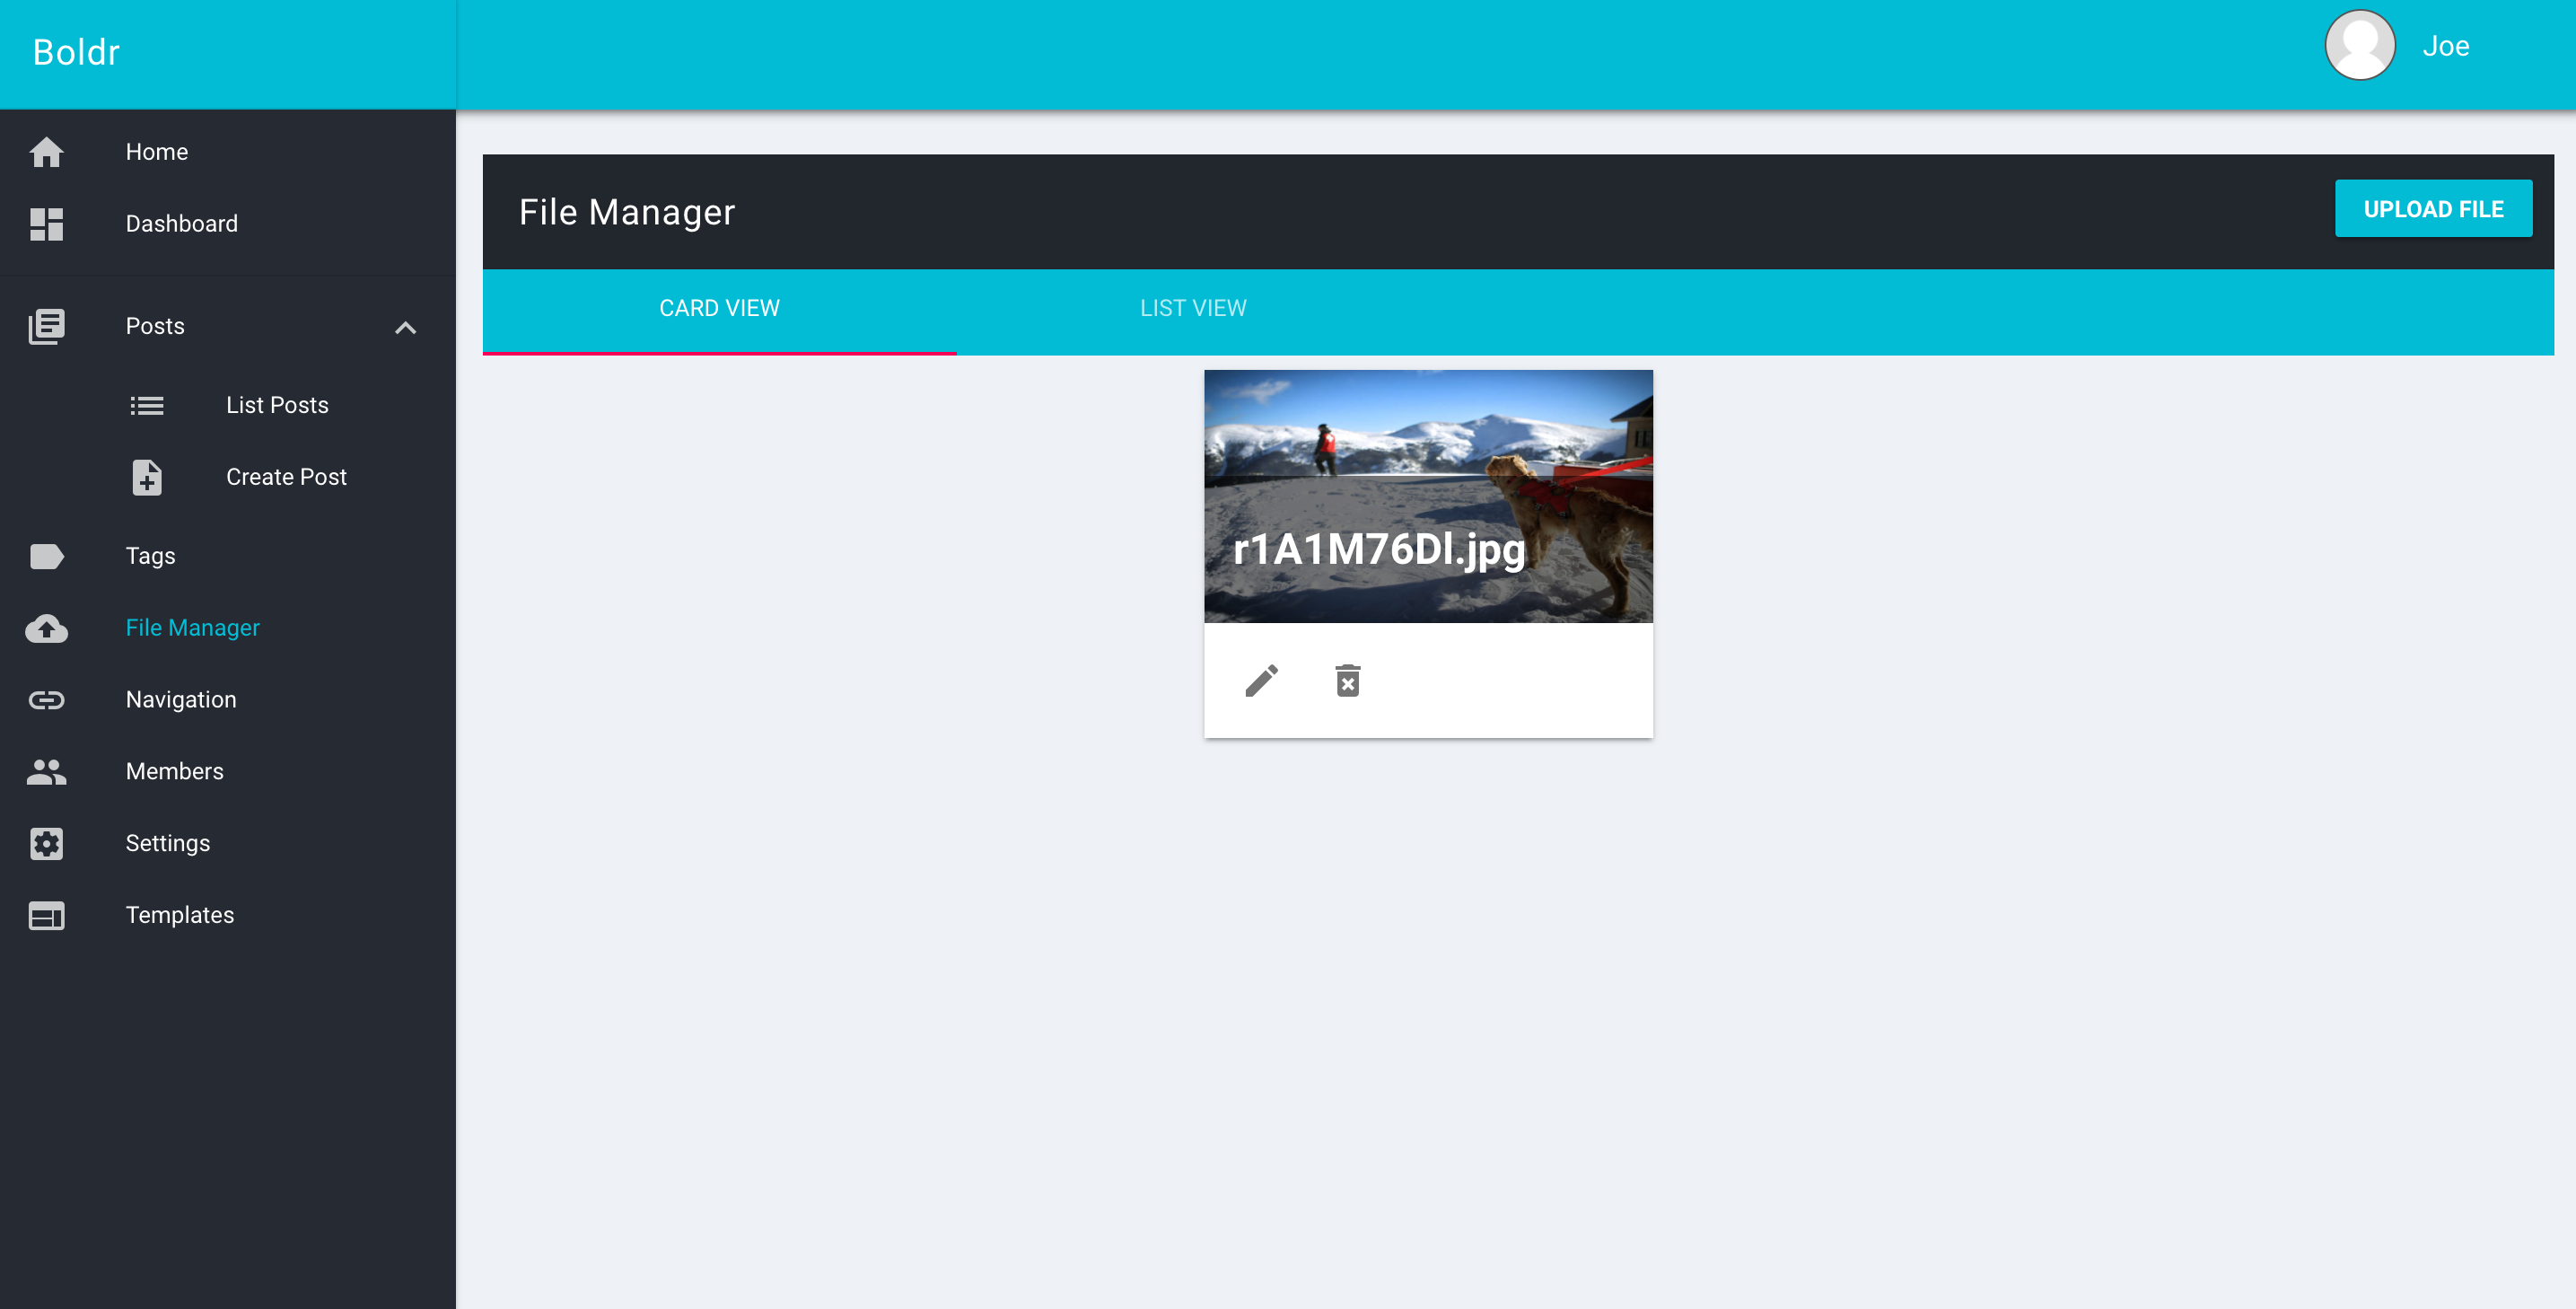 Boldr
Joe
Home
Dashboard
Posts
List Posts
Create Post
Tags
File Manager
Navigation
Members
Settings
Templates
File Manager
UPLOAD FILE
CARD VIEW
LIST VIEW
r1A1M76Dl.jpg